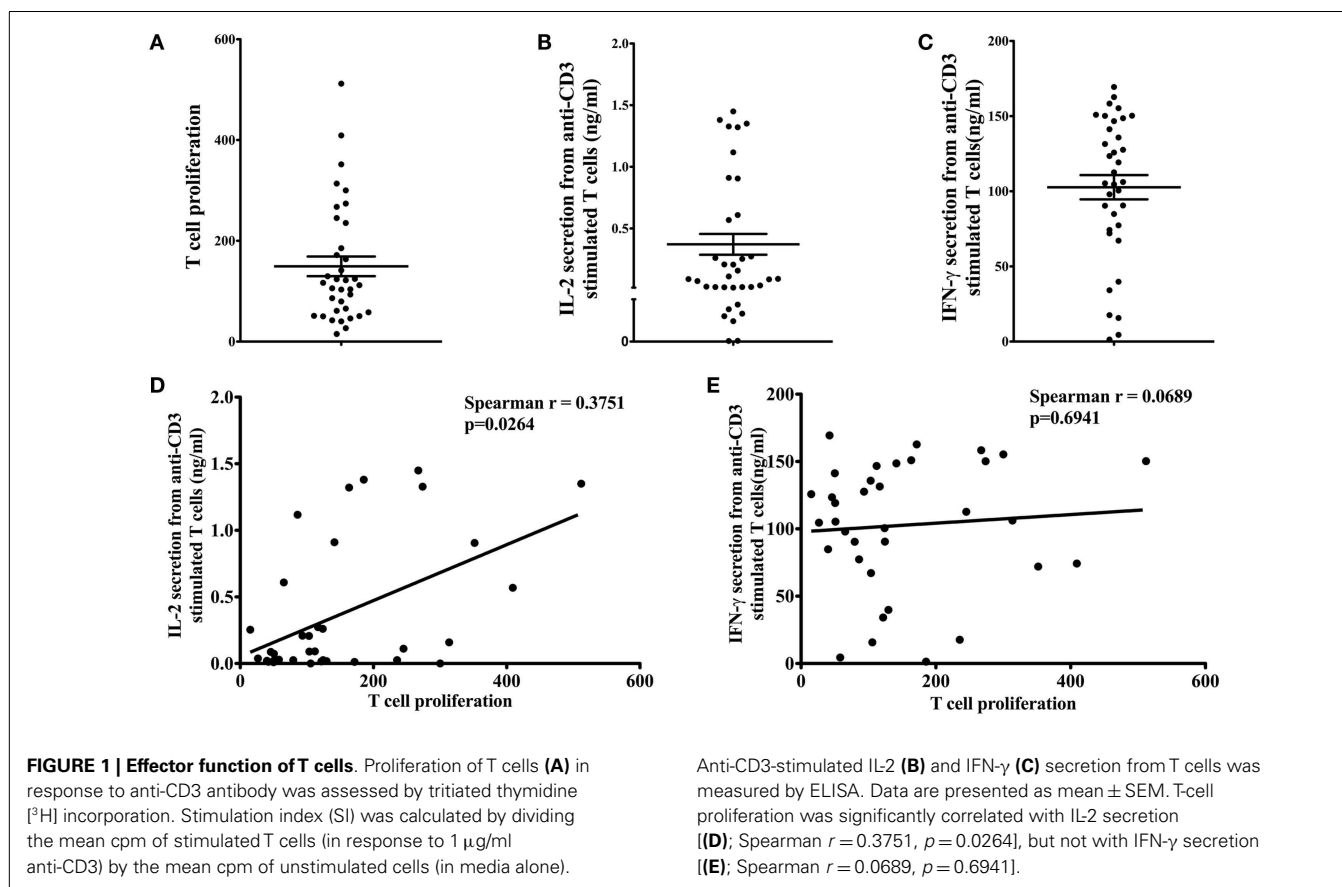 A
600
400
200
0
T cell proliferation
B
2.0
1.5
1.0
0.5
0
IL-2 secretion from anti-CD3
stimulated T cells (ng/ml)
C
200
150
100
50
0
IFN-γ secretion from anti-CD3
stimulated T cells(ng/ml)
D
2.0
1.5
1.0
0.5
0.0
IL-2 secretion from anti-CD3
stimulated T cells (ng/ml)
Spearman r = 0.3751
p=0.0264
0 200 400 600
T cell proliferation
E
200
150
100
50
0
IFN-γ secretion from anti-CD3
stimulated T cells(ng/ml)
Spearman r = 0.0689
p=0.6941
0 200 400 600
T cell proliferation
FIGURE 1 | Effector function of T cells. Proliferation of T cells (A) in
response to anti-CD3 antibody was assessed by tritiated thymidine
[³H] incorporation. Stimulation index (SI) was calculated by dividing
the mean cpm of stimulated T cells (in response to 1 μg/ml
anti-CD3) by the mean cpm of unstimulated cells (in media alone).
Anti-CD3-stimulated IL-2 (B) and IFN-γ (C) secretion from T cells was
measured by ELISA. Data are presented as mean ± SEM. T-cell
proliferation was significantly correlated with IL-2 secretion
[(D); Spearman r = 0.3751, p = 0.0264], but not with IFN-γ secretion
[(E); Spearman r = 0.0689, p = 0.6941].